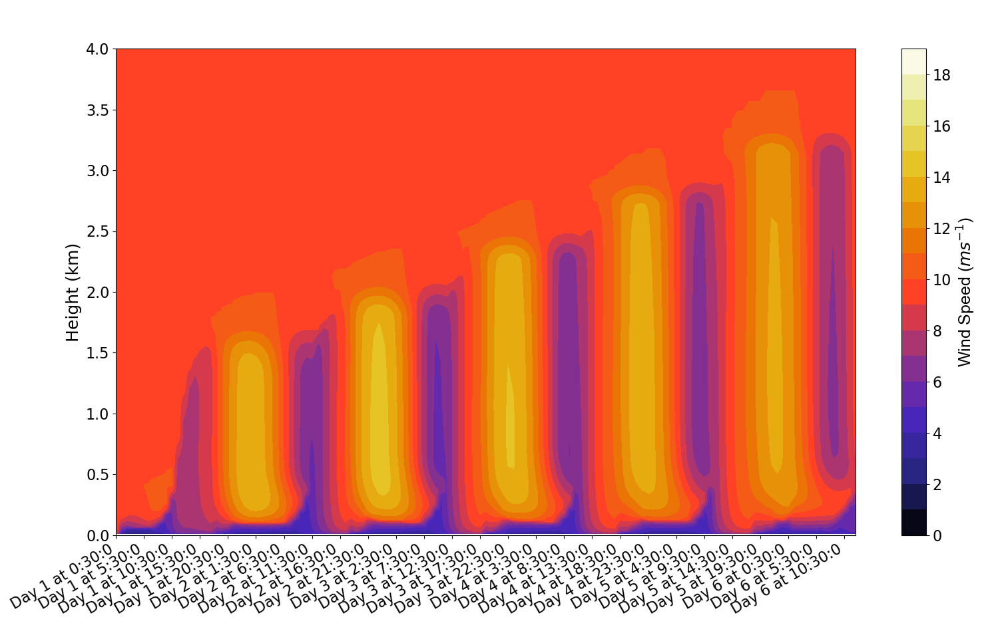 4.0
3.5
3.0
2.5
2.0
1.5
1.0
0.5
0.0
Height (km)
Day 1 at 0:30:0
Day 1 at 5:30:0
Day 1 at 10:30:0
Day 1 at 15:30:0
Day 1 at 20:30:0
Day 2 at 1:30:0
Day 2 at 6:30:0
Day 2 at 11:30:0
Day 2 at 16:30:0
Day 2 at 21:30:0
Day 3 at 2:30:0
Day 3 at 7:30:0
Day 3 at 12:30:0
Day 3 at 17:30:0
Day 3 at 22:30:0
Day 4 at 3:30:0
Day 4 at 8:30:0
Day 4 at 13:30:0
Day 4 at 18:30:0
Day 4 at 23:30:0
Day 5 at 4:30:0
Day 5 at 9:30:0
Day 5 at 14:30:0
Day 5 at 19:30:0
Day 6 at 0:30:0
Day 6 at 5:30:0
Day 6 at 10:30:0
18
16
14
12
10
8
6
4
2
0
Wind Speed (ms⁻¹)